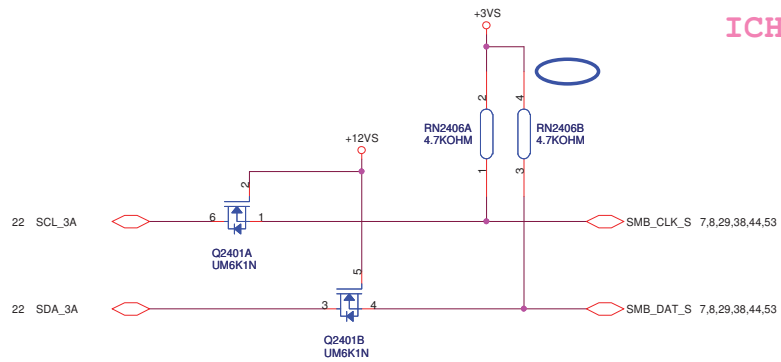 +3VS
ICH
2
4
RN2406A
4.7KOHM
RN2406B
4.7KOHM
+12VS
1
3
2
22 SCL_3A
6
1
SMB_CLK_S 7,8,29,38,44,53
Q2401A
UM6K1N
5
22 SDA_3A
3
4
SMB_DAT_S 7,8,29,38,44,53
Q2401B
UM6K1N